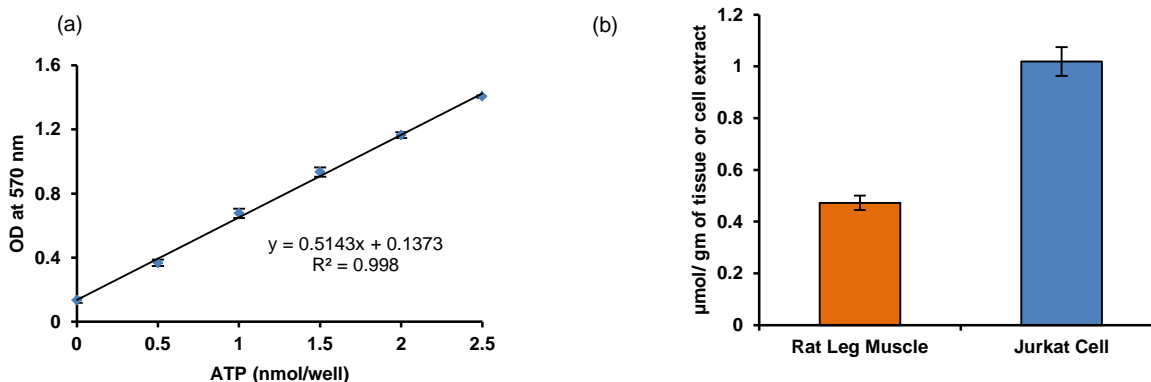 (a)
1.6
1.2
0.8
0.4
0
OD at 570 nm
y = 0.5143x + 0.1373
R² = 0.998
0 0.5 1 1.5 2 2.5
ATP (nmol/well)
(b)
1.2
1
0.8
0.6
0.4
0.2
0
µmol/ gm of tissue or cell extract
Rat Leg Muscle Jurkat Cell